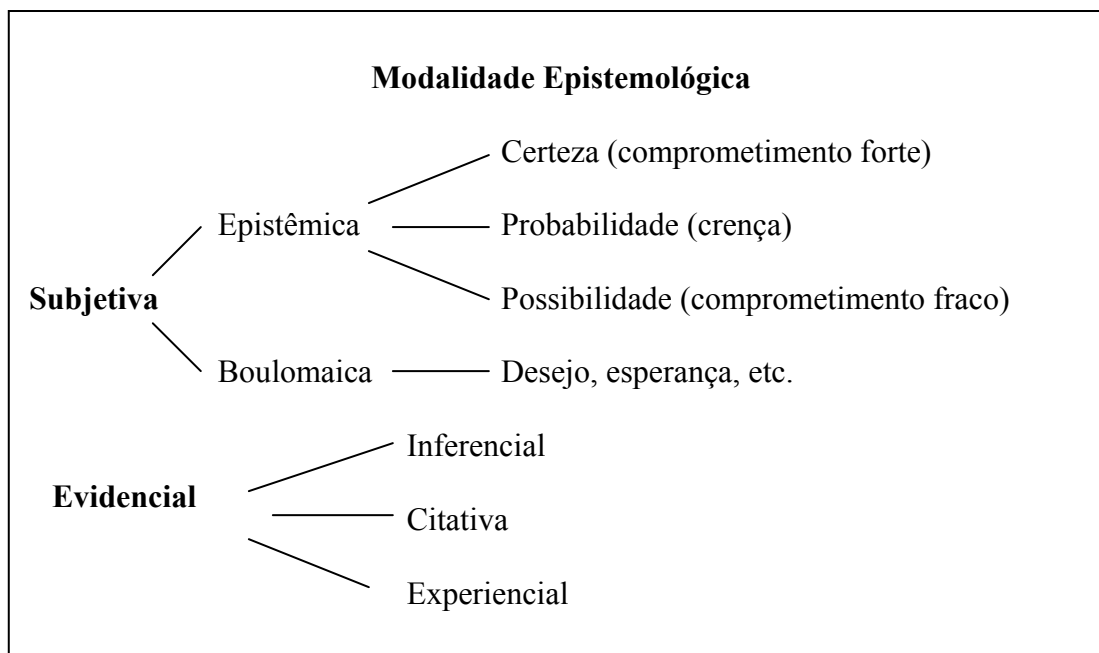 Modalidade Epistemológica
Certeza (comprometimento forte)
Epistêmica
Probabilidade (crença)
Subjetiva
Possibilidade (comprometimento fraco)
Boulomaica
Desejo, esperança, etc.
Inferencial
Evidencial
Citativa
Experiencial